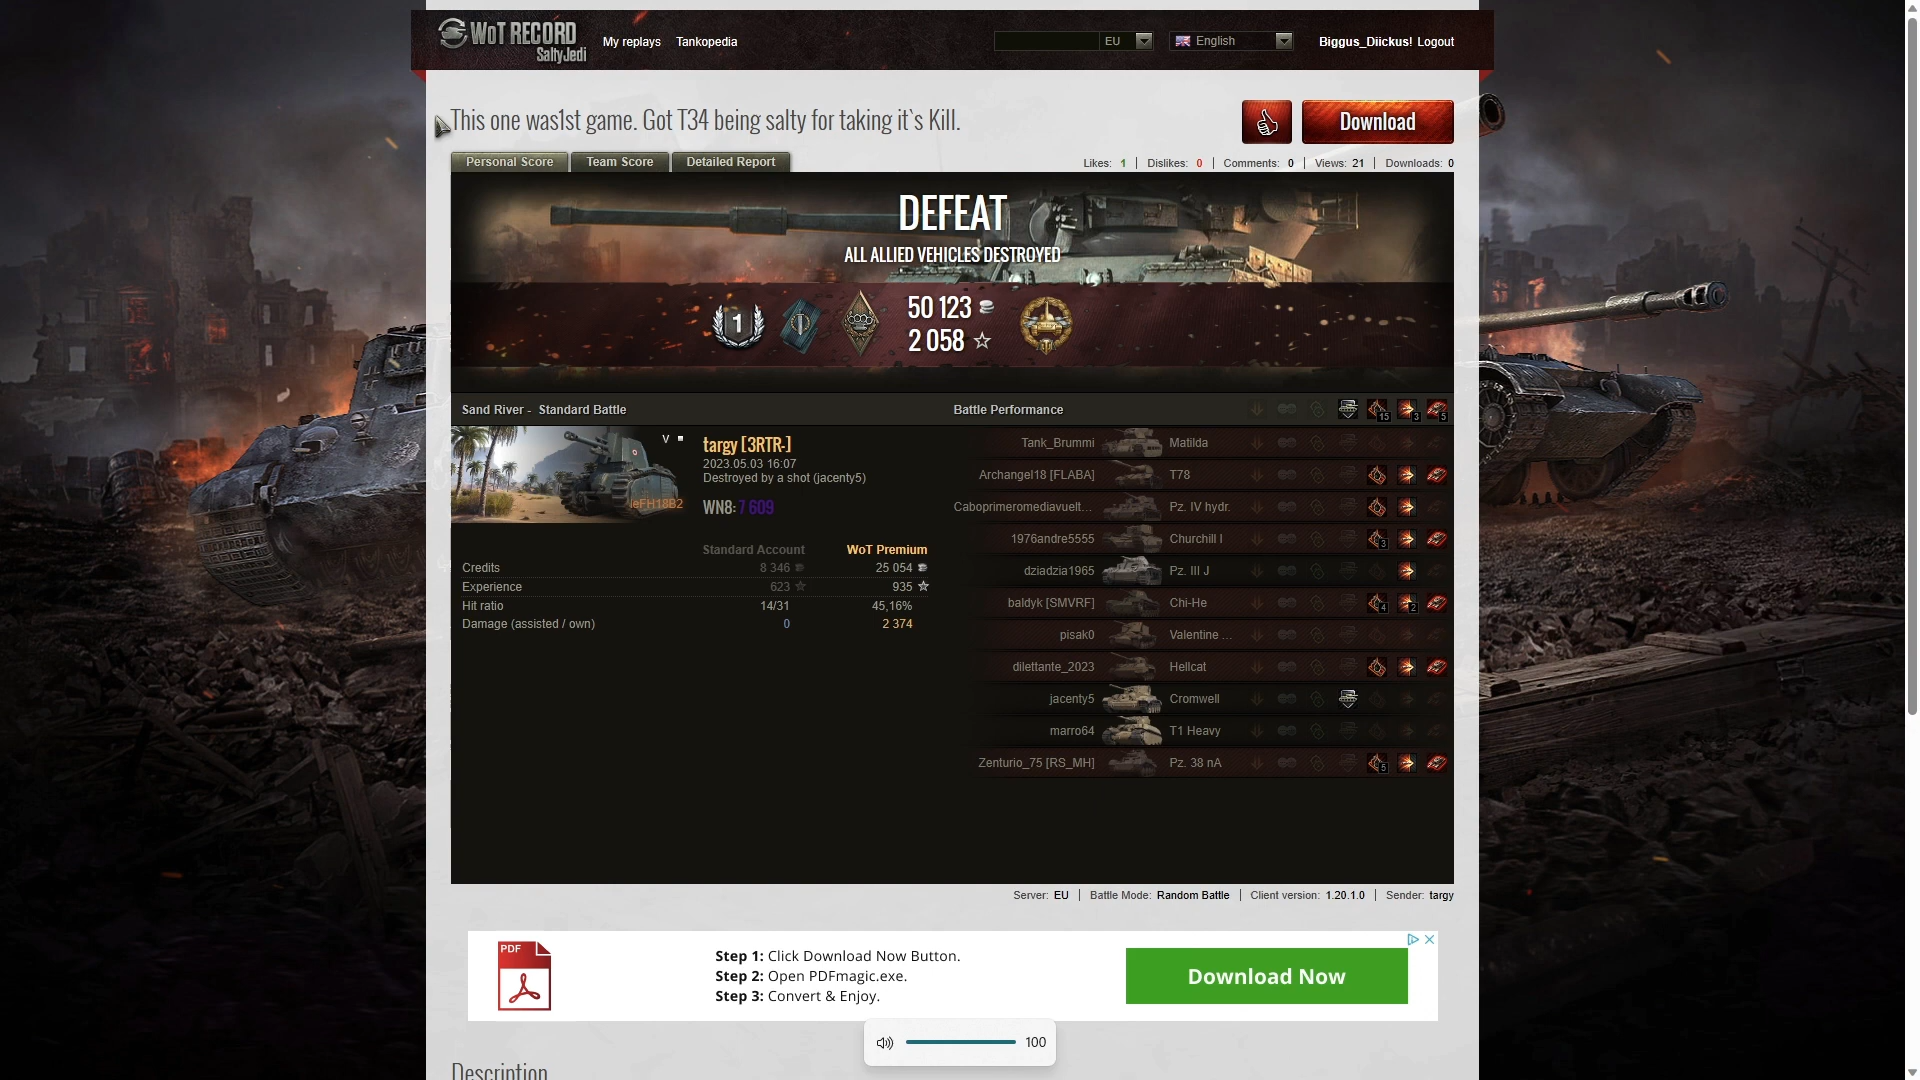 WoT RECORD
SaltyJedi
My replays
Tankopedia
EU
English
Biggus_Diickus! Logout
This one was1st game. Got T34 being salty for taking it`s Kill.
Download
Personal Score
Team Score
Detailed Report
Likes: 1 | Dislikes: 0 | Comments: 0 | Views: 21 | Downloads: 0
DEFEAT
ALL ALLIED VEHICLES DESTROYED
1
50 123
2 058
Sand River - Standard Battle
Battle Performance
15
3
5
V
leFH18B2
targy [3RTR-]
2023.05.03 16:07
Destroyed by a shot (jacenty5)
WN8: 7 609
Standard Account
WoT Premium
Credits 8 346 25 054
Experience 623 935
Hit ratio 14/31 45,16%
Damage (assisted / own) 0 2 374
Tank_Brummi Matilda
Archangel18 [FLABA] T78
Caboprimeromediavuelt... Pz. IV hydr.
1976andre5555 Churchill I 3
dziadzia1965 Pz. III J
baldyk [SMVRF] Chi-He 4 2
pisak0 Valentine ...
dilettante_2023 Hellcat
jacenty5 Cromwell
marro64 T1 Heavy
Zenturio_75 [RS_MH] Pz. 38 nA 5
Server: EU | Battle Mode: Random Battle | Client version: 1.20.1.0 | Sender: targy
PDF
Step 1: Click Download Now Button.
Step 2: Open PDFmagic.exe.
Step 3: Convert & Enjoy.
Download Now
100
Description